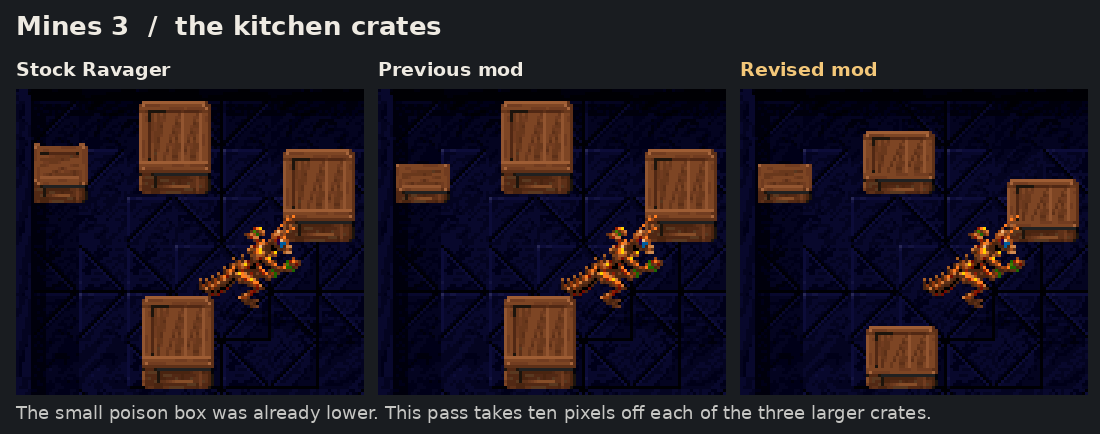 Mines 3 / the kitchen crates
Stock Ravager
Previous mod
Revised mod
The small poison box was already lower. This pass takes ten pixels off each of the three larger crates.